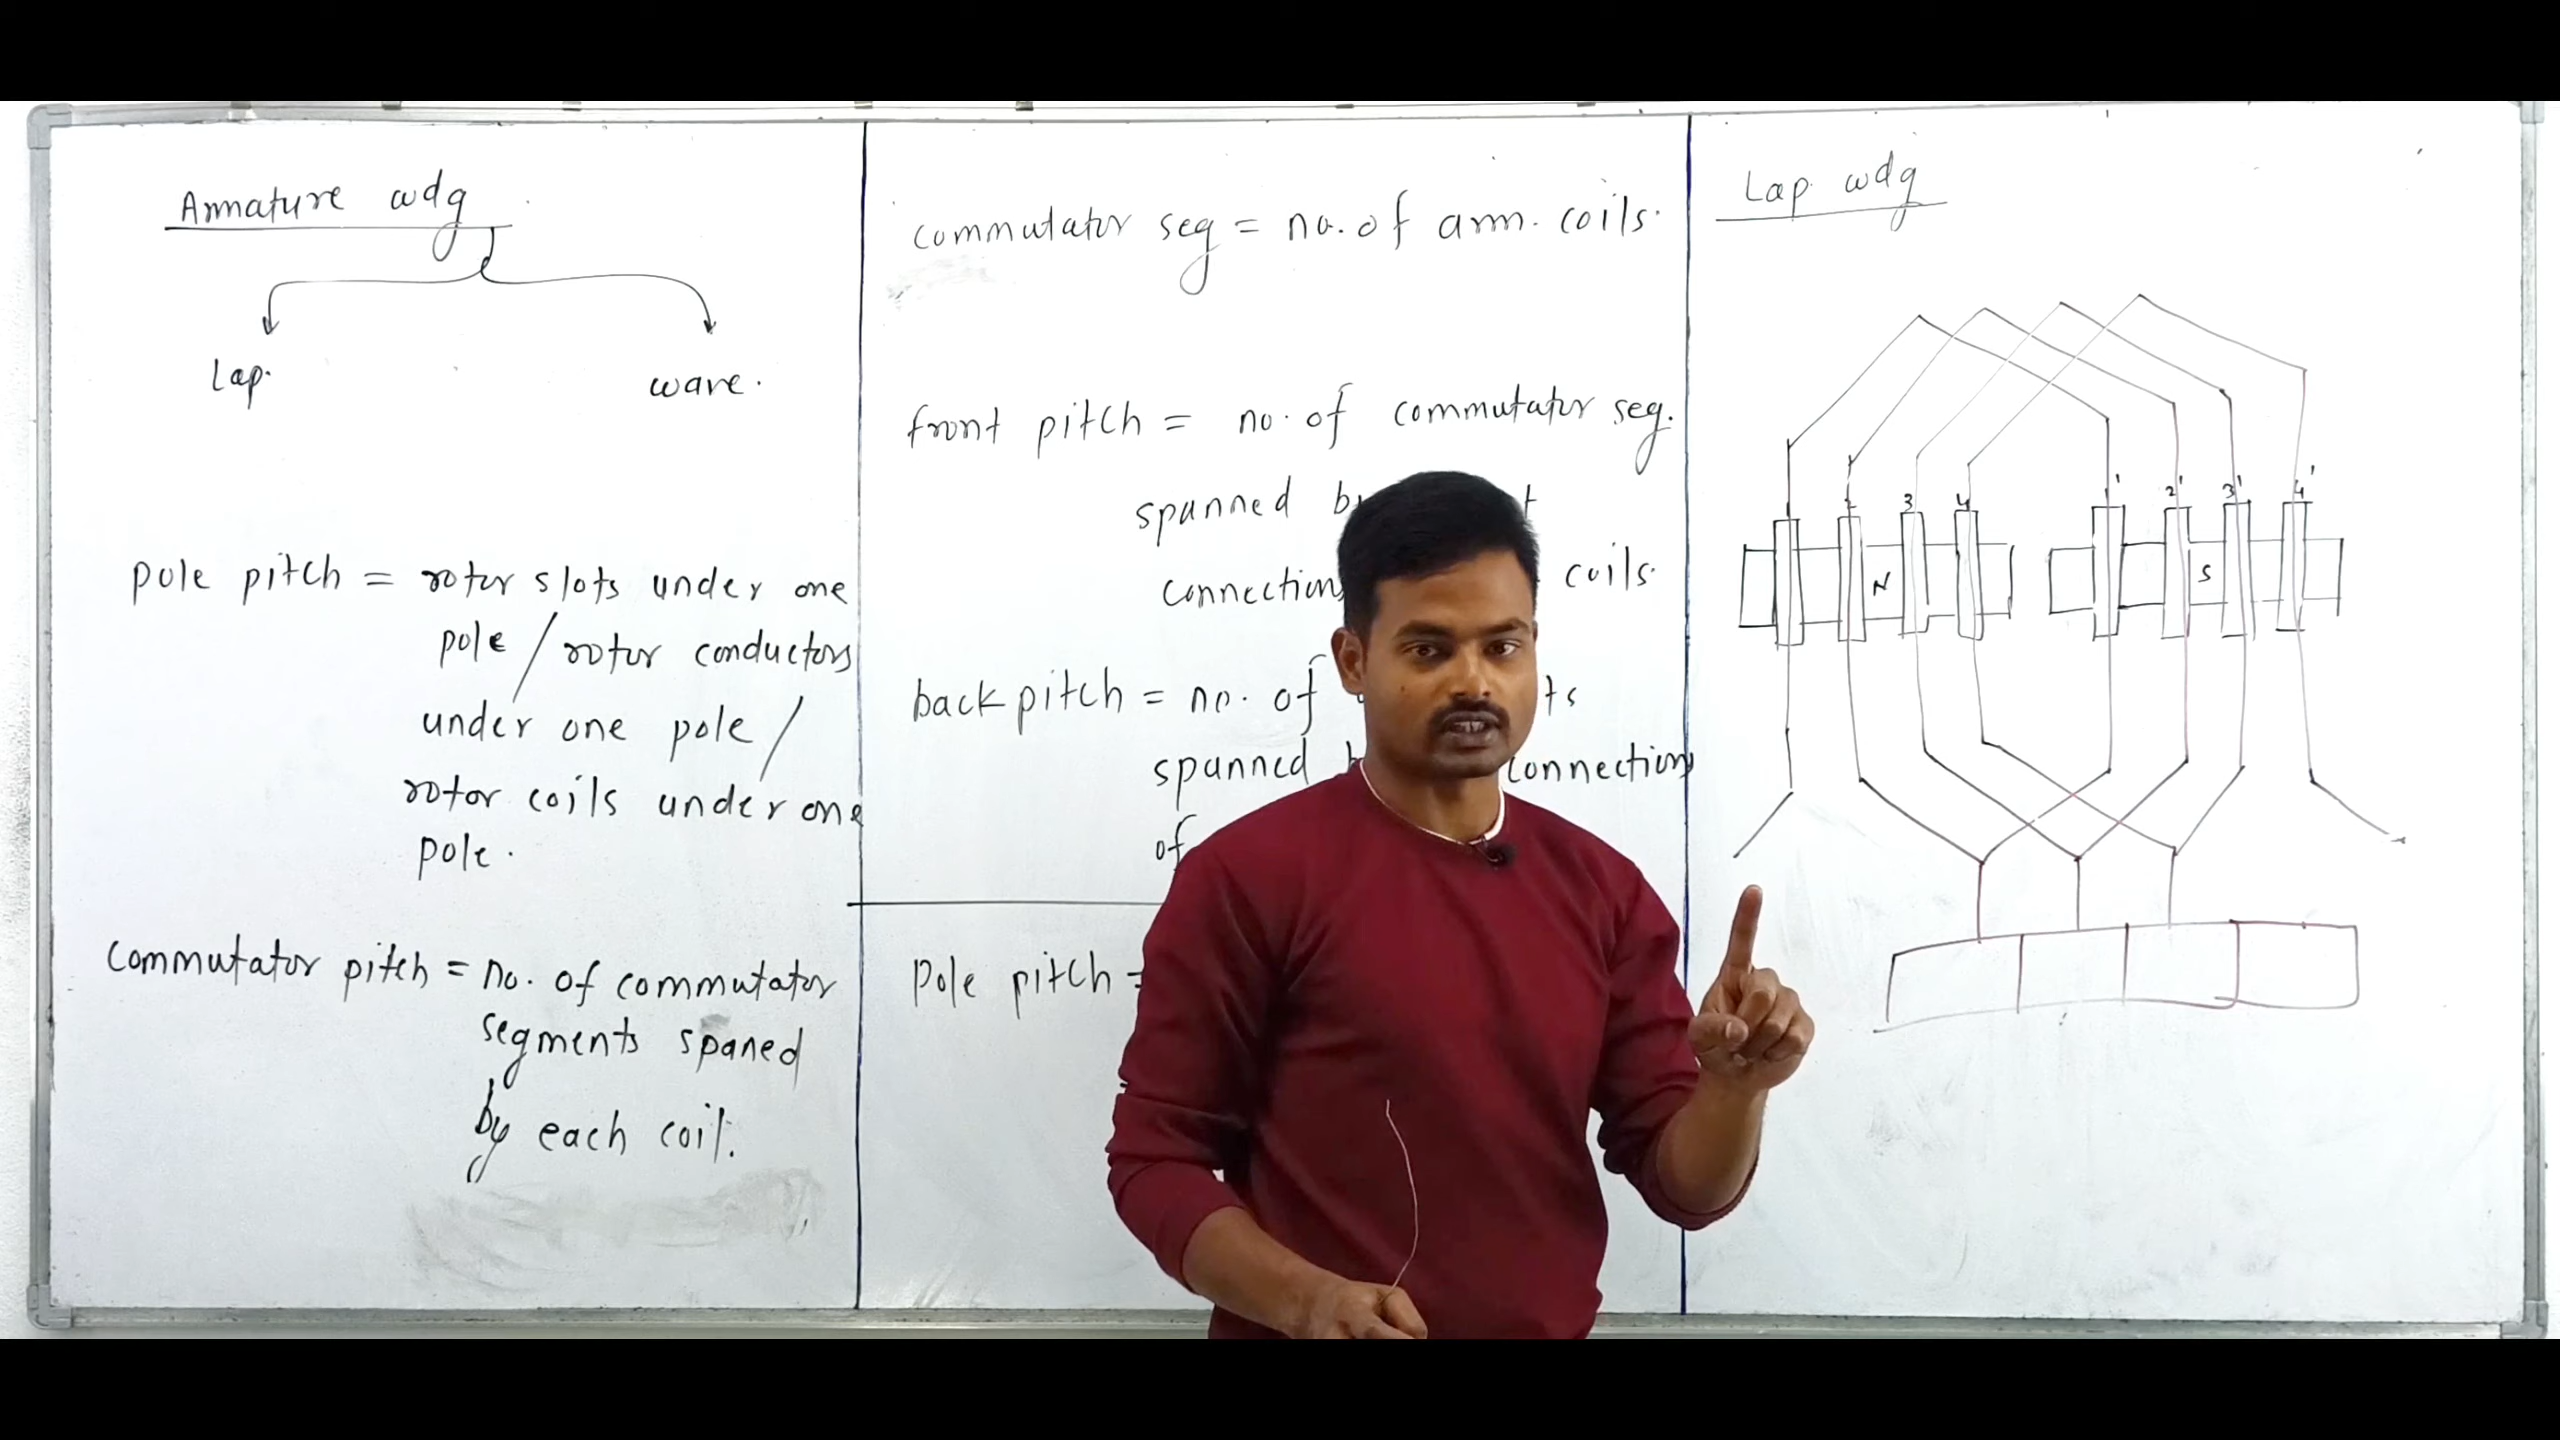 Armature wdg
Lap.
wave.
pole pitch = rotor slots under one
pole / rotor conductors
under one pole /
rotor coils under one
pole.
commutator pitch = no. of commutator
segments spaned
by each coil.
commutator seg = no. of arm. coils.
front pitch = no. of commutator seg.
spanned
connection coils.
back pitch = no. of
spanned connection
of
Pole pitch =
Lap wdg
2 3 4 1' 2' 3' 4'
N S